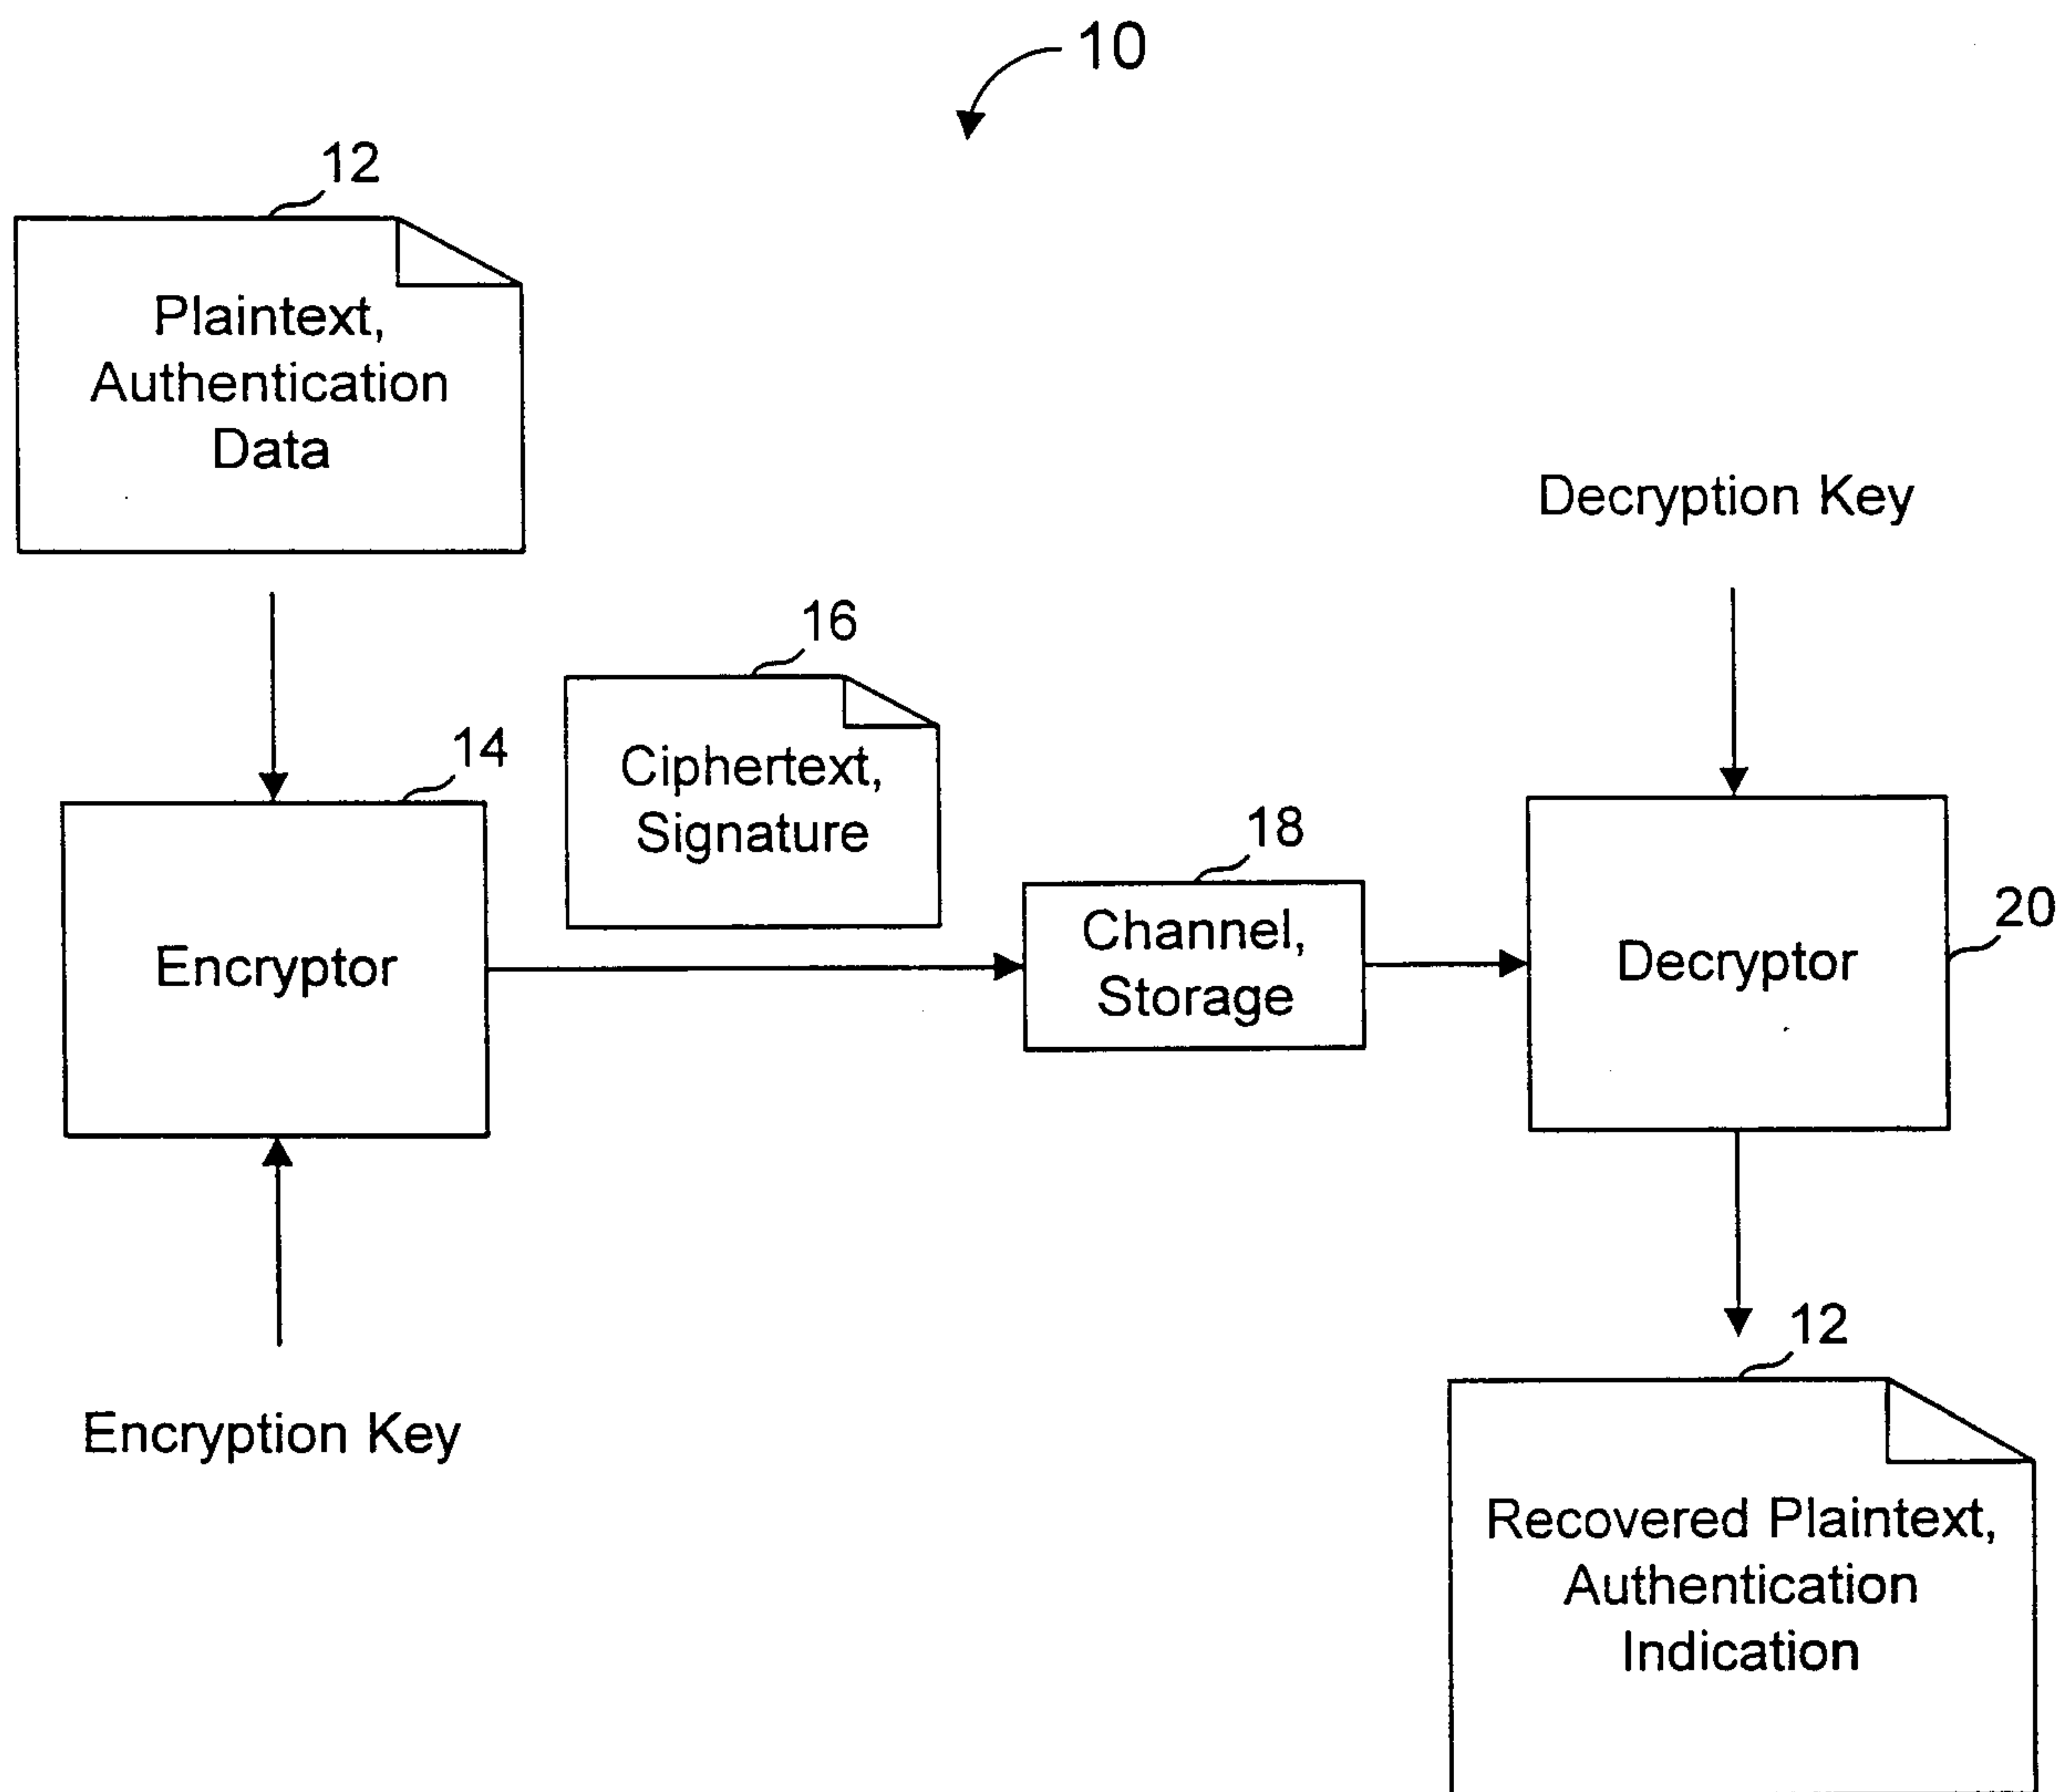 10
12
Plaintext,
Authentication
Data
Decryption Key
16
14
Ciphertext,
Signature
18
20
Encryptor
Channel,
Storage
Decryptor
12
Encryption Key
Recovered Plaintext,
Authentication
Indication